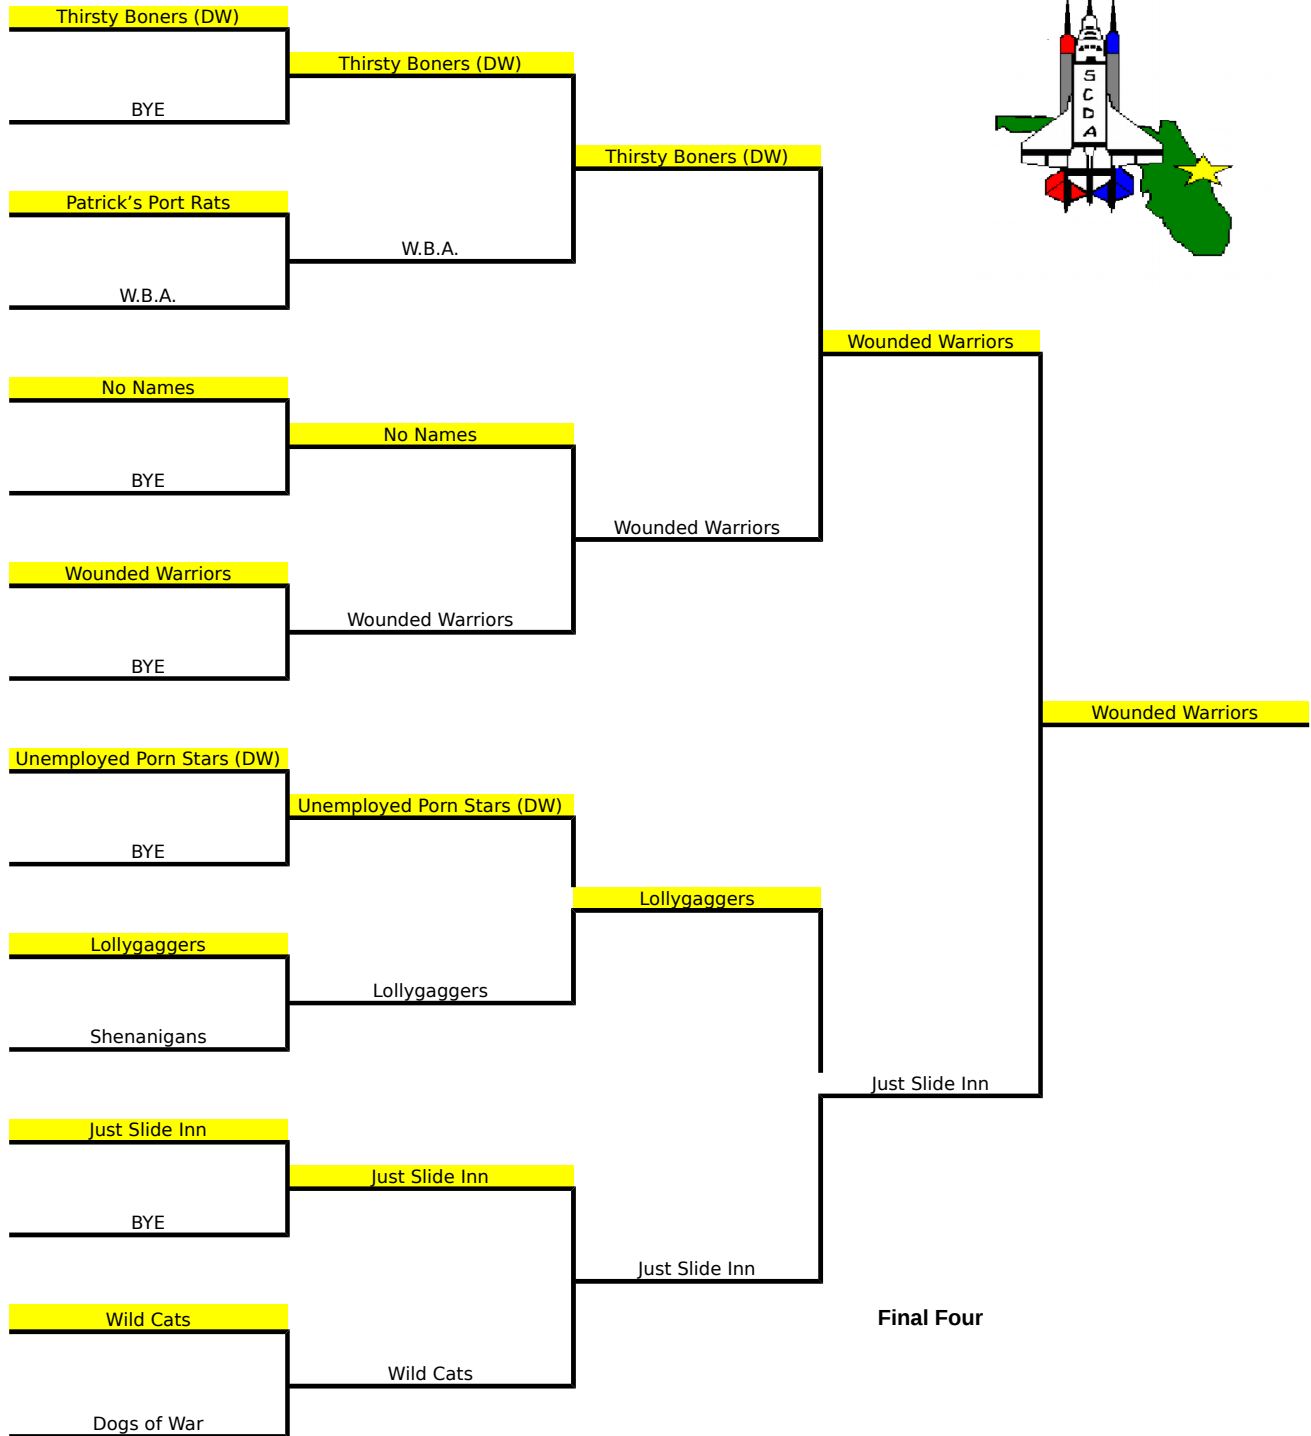 Thirsty Boners (DW)
BYE
Patrick’s Port Rats
W.B.A.
No Names
BYE
Wounded Warriors
BYE
Unemployed Porn Stars (DW)
BYE
Lollygaggers
Shenanigans
Just Slide Inn
BYE
Wild Cats
Dogs of War
Thirsty Boners (DW)
W.B.A.
No Names
Wounded Warriors
Unemployed Porn Stars (DW)
Lollygaggers
Just Slide Inn
Wild Cats
Thirsty Boners (DW)
Wounded Warriors
Lollygaggers
Just Slide Inn
Wounded Warriors
Just Slide Inn
Wounded Warriors
Final Four
SCDA